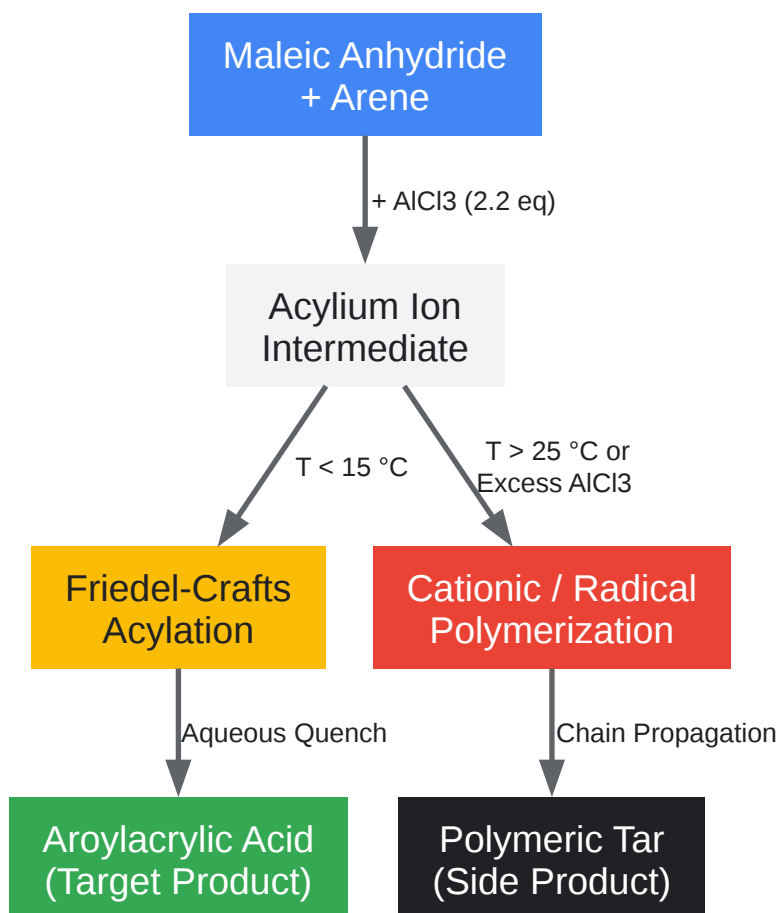 Maleic Anhydride
+ Arene
+ AlCl3 (2.2 eq)
Acylium Ion
Intermediate
T < 15 °C
T > 25 °C or
Excess AlCl3
Friedel-Crafts
Acylation
Cationic / Radical
Polymerization
Aqueous Quench
Chain Propagation
Aroylacrylic Acid
(Target Product)
Polymeric Tar
(Side Product)